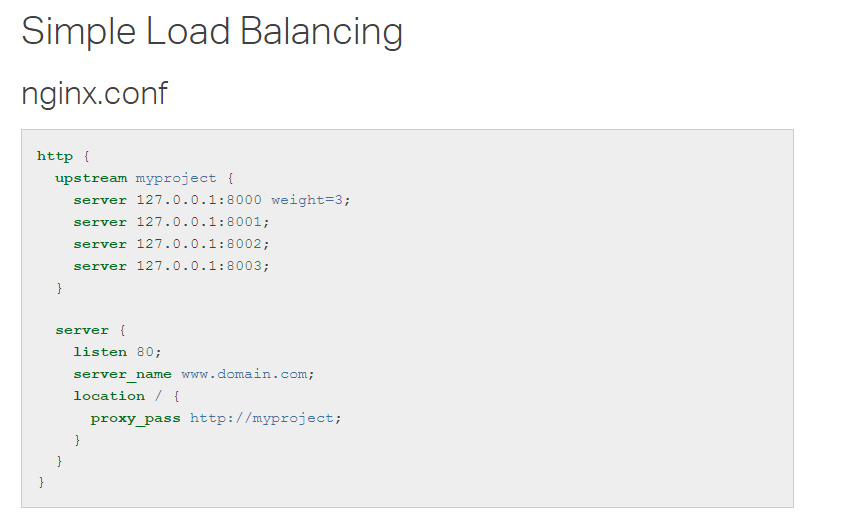 Simple Load Balancing
nginx.conf
http {
  upstream myproject {
    server 127.0.0.1:8000 weight=3;
    server 127.0.0.1:8001;
    server 127.0.0.1:8002;
    server 127.0.0.1:8003;
  }
  server {
    listen 80;
    server_name www.domain.com;
    location / {
      proxy_pass http://myproject;
    }
  }
}